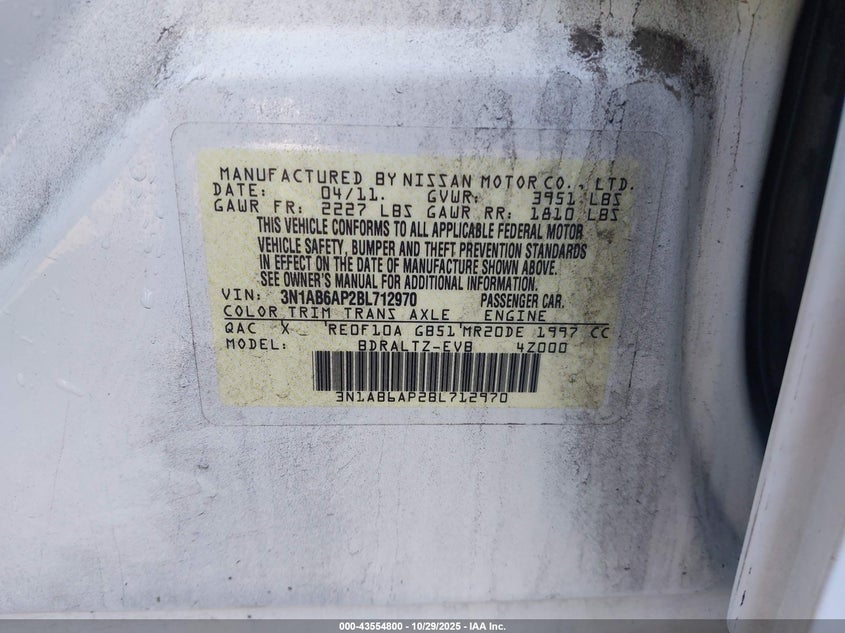 MANUFACTURED BY NISSAN MOTOR CO., LTD.
DATE: 04/11. GVWR: 3951 LBS
GAWR FR: 2227 LBS GAWR RR: 1810 LBS
THIS VEHICLE CONFORMS TO ALL APPLICABLE FEDERAL MOTOR
VEHICLE SAFETY, BUMPER AND THEFT PREVENTION STANDARDS
IN EFFECT ON THE DATE OF MANUFACTURE SHOWN ABOVE.
SEE OWNER'S MANUAL FOR ADDITIONAL INFORMATION.
VIN: 3N1AB6AP2BL712970 PASSENGER CAR.
COLOR TRIM TRANS AXLE ENGINE
QAC X RE0F10A GB51 MR20DE 1997 CC
MODEL: BDRALTZ-EVB 4Z000
3N1AB6AP2BL712970
000-43554800 | 10/29/2025 - IAA Inc.